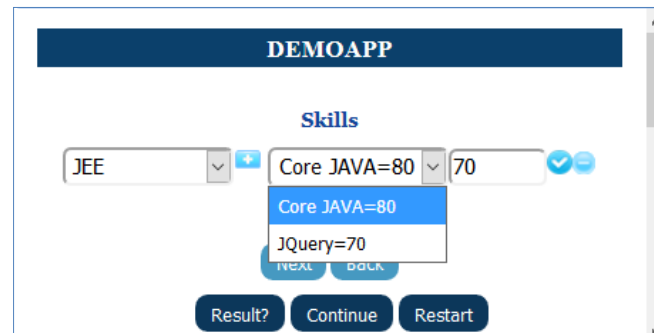 DEMOAPP
Skills
JEE Core JAVA=80 70
Core JAVA=80
JQuery=70
Next Back
Result? Continue Restart